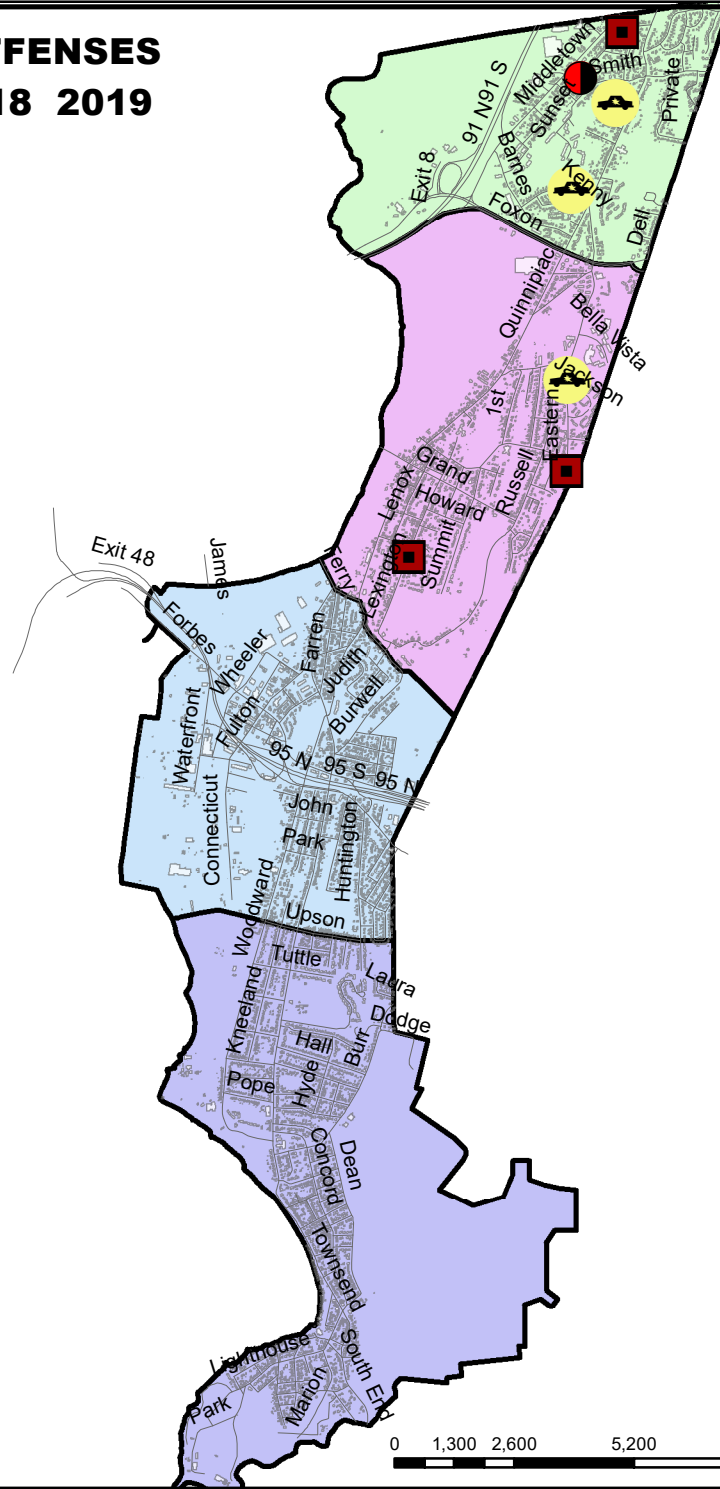 FFENSES
18 2019
Middletown
Smith
Sunset
Private
91 N
91 S
Barnes
Exit 8
Kenny
Foxon
Dell
Quinnipiac
Bella Vista
Jackson
1st
Eastern
Grand
Russell
Lenox
Howard
Summit
Lexington
Ferry
Exit 48
James
Forbes
Farren
Wheeler
Judith
Burwell
Fulton
Waterfront
95 N 95 S 95 N
Connecticut
John
Park
Huntington
Woodward
Upson
Tuttle
Laura
Kneeland
Dodge
Hall
Burr
Pope
Hyde
Concord
Dean
Townsend
Lighthouse
South End
Marion
Park
0 1,300 2,600 5,200